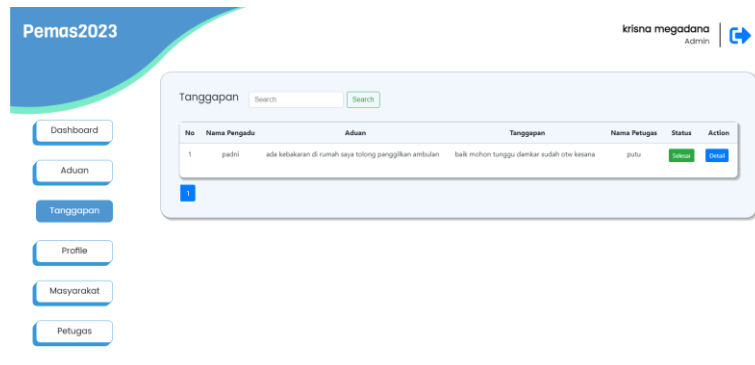 Pemas2023
krisna megadana
Admin
Tanggapan Search Search
No Nama Pengadu Aduan Tanggapan Nama Petugas Status Action
1 padni ada kebakaran di rumah saya tolong panggilkan ambulan baik mohon tunggu damkar sudah otw kesana putu Selesai Detail
1
Dashboard
Aduan
Tanggapan
Profile
Masyarakat
Petugas